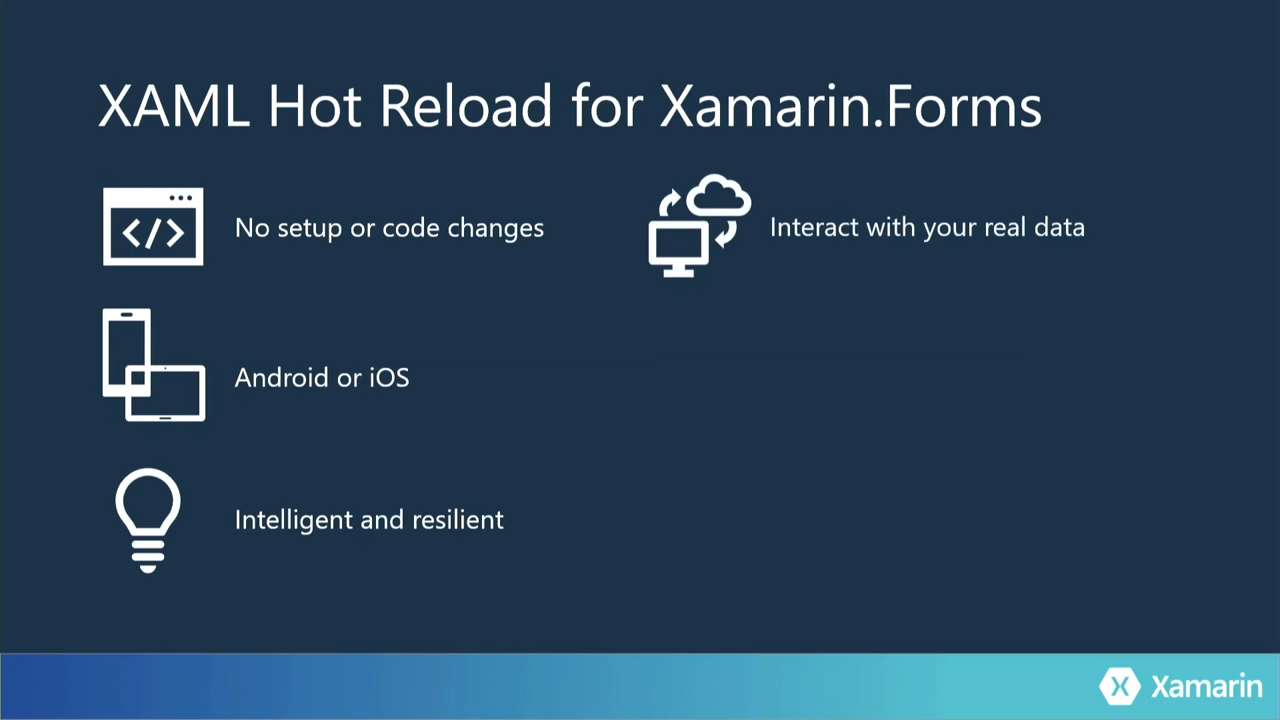 XAML Hot Reload for Xamarin.Forms
No setup or code changes
Interact with your real data
Android or iOS
Intelligent and resilient
Xamarin